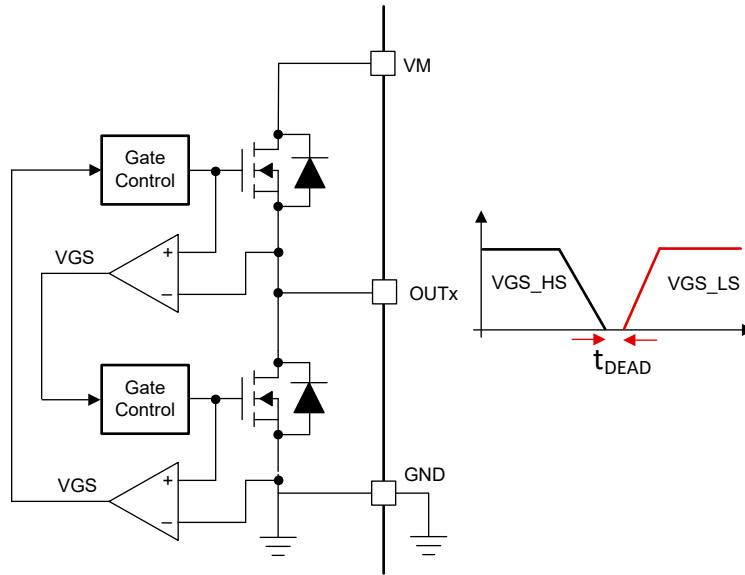 VM
Gate
Control
+
VGS
−
OUTx
VGS_HS
VGS_LS
tDEAD
Gate
Control
+
VGS
−
GND